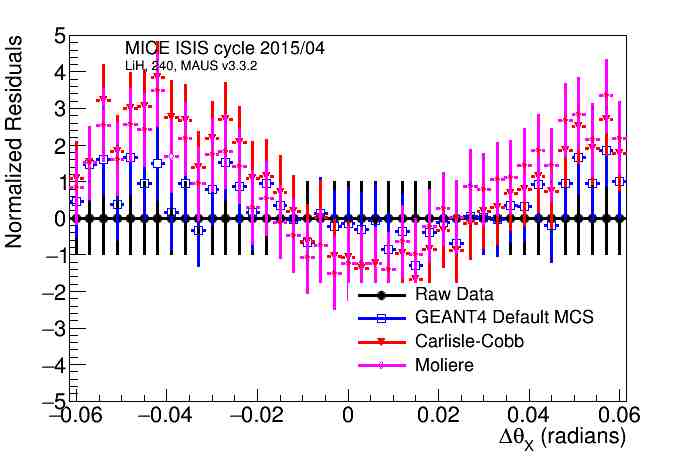 MICE ISIS cycle 2015/04
LiH, 240, MAUS v3.3.2
Normalized Residuals
5
4
3
2
1
0
−1
−2
−3
−4
−5
Raw Data
GEANT4 Default MCS
Carlisle-Cobb
Moliere
−0.06 −0.04 −0.02 0 0.02 0.04 0.06
ΔθX (radians)